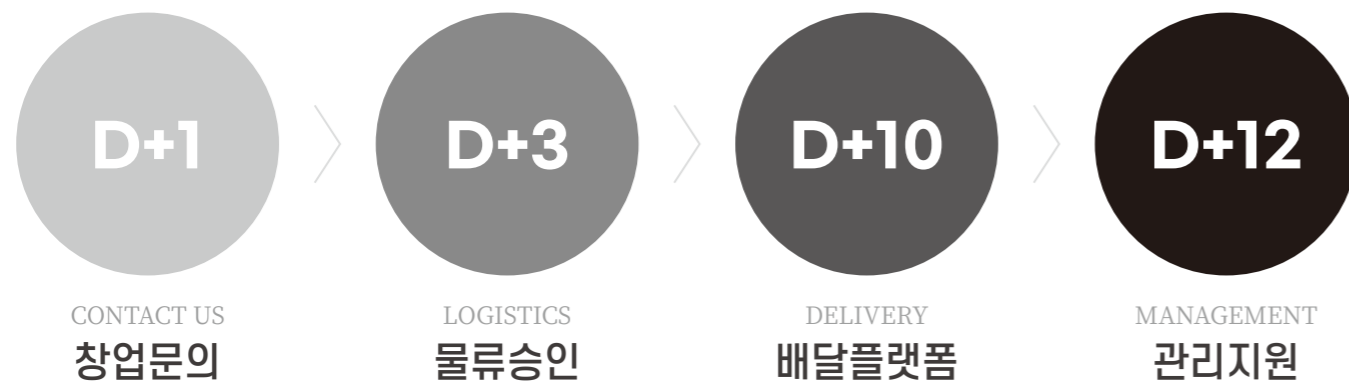 D+1
D+3
D+10
D+12
CONTACT US
창업문의
LOGISTICS
물류승인
DELIVERY
배달플랫폼
MANAGEMENT
관리지원